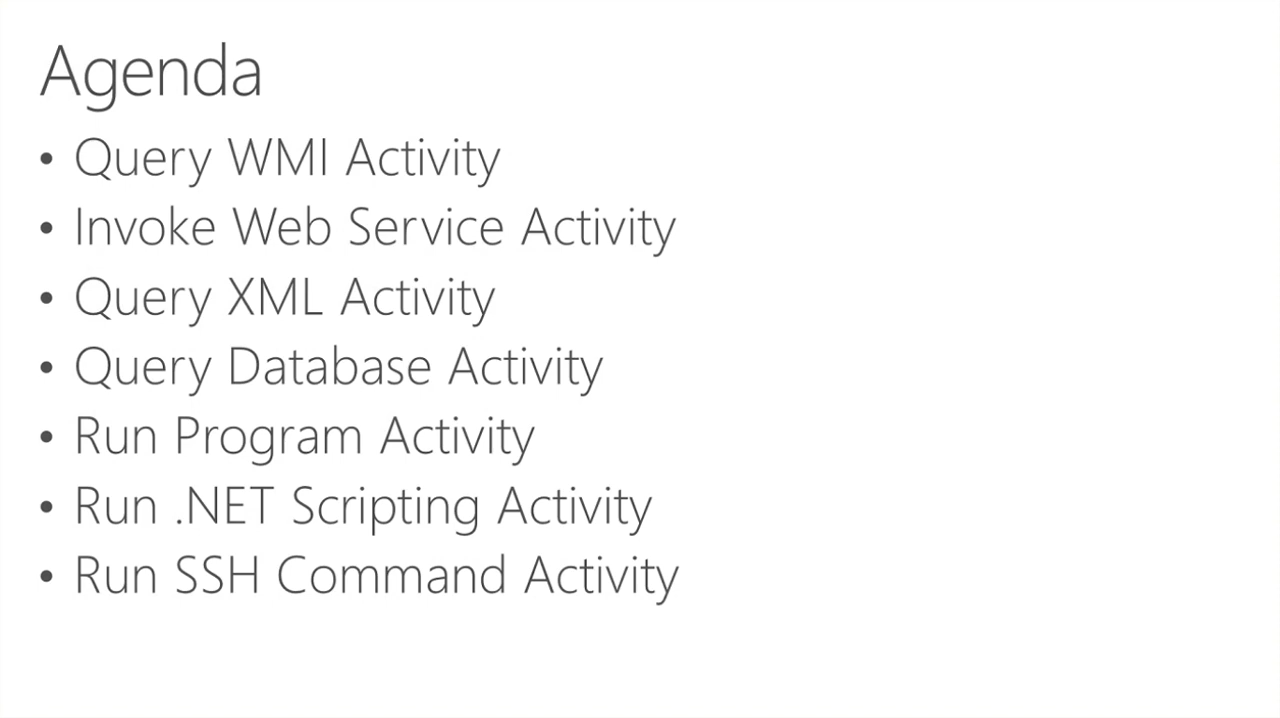 Agenda
• Query WMI Activity
• Invoke Web Service Activity
• Query XML Activity
• Query Database Activity
• Run Program Activity
• Run .NET Scripting Activity
• Run SSH Command Activity